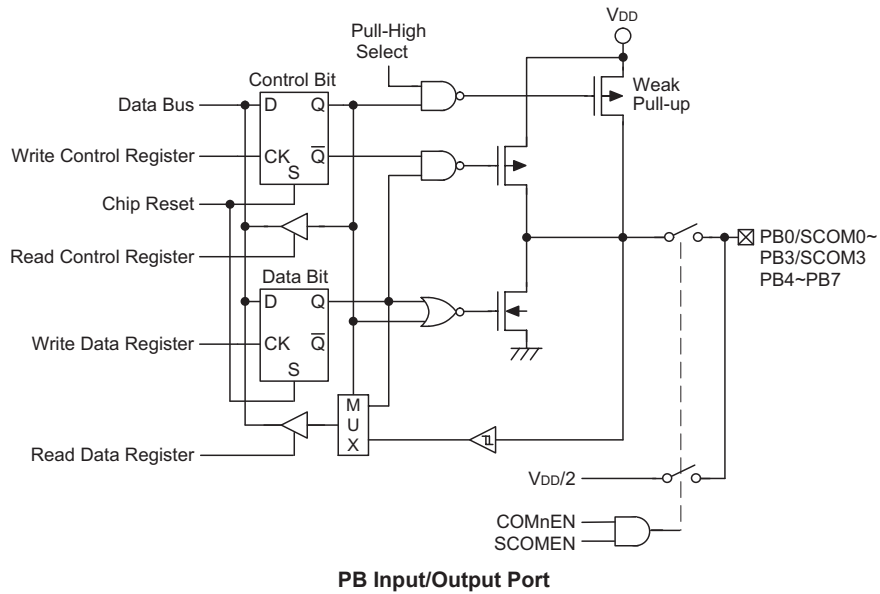 VDD
Pull-High
Select
Control Bit
Weak
Pull-up
Data Bus
D
Q
Write Control Register
CK
Q̅
S
Chip Reset
Read Control Register
PB0/SCOM0~
PB3/SCOM3
PB4~PB7
Data Bit
D
Q
Write Data Register
CK
Q̅
S
M
U
X
Read Data Register
VDD/2
COMnEN
SCOMEN
PB Input/Output Port